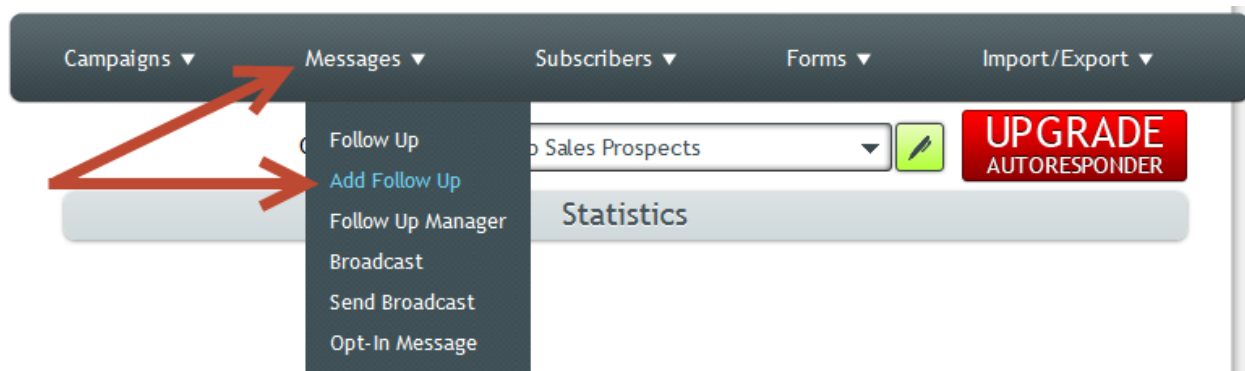 Campaigns ▼ Messages ▼ Subscribers ▼ Forms ▼ Import/Export ▼
Follow Up
Sales Prospects
UPGRADE
AUTORESPONDER
Add Follow Up
Follow Up Manager
Statistics
Broadcast
Send Broadcast
Opt-In Message